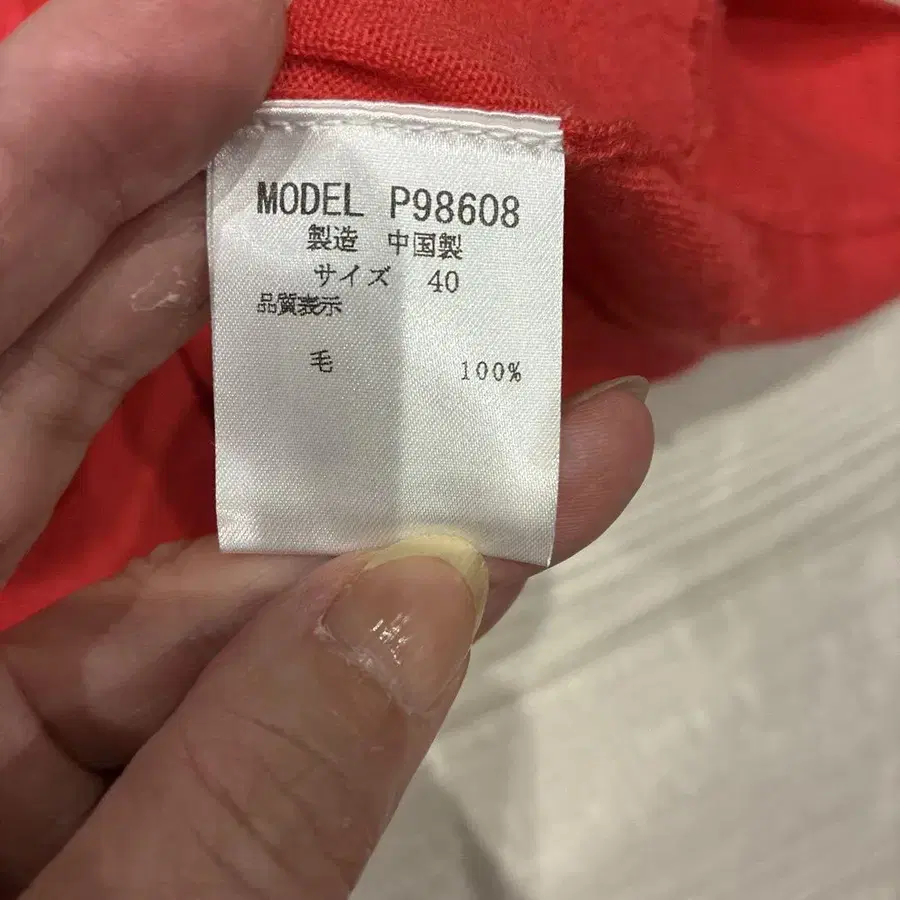 MODEL P98608
製造 中国製
サイズ 40
品質表示
毛 100%